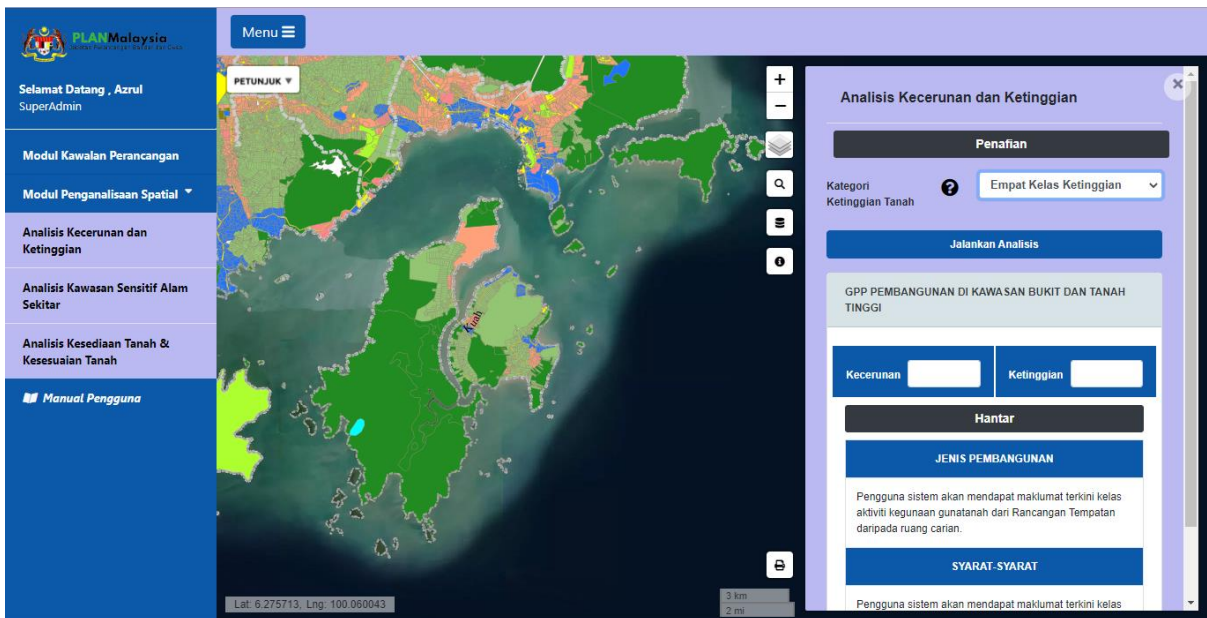 PLANMalaysia
Menu
Selamat Datang , Azrul
SuperAdmin
Modul Kawalan Perancangan
Modul Penganalisaan Spatial
Analisis Kecerunan dan
Ketinggian
Analisis Kawasan Sensitif Alam
Sekitar
Analisis Kesediaan Tanah &
Kesesuaian Tanah
Manual Pengguna
PETUNJUK ▼
+
−
Kuah
Lat: 6.275713, Lng: 100.060043
3 km
2 mi
×
Analisis Kecerunan dan Ketinggian
Penafian
Kategori
Ketinggian Tanah
?
Empat Kelas Ketinggian
Jalankan Analisis
GPP PEMBANGUNAN DI KAWASAN BUKIT DAN TANAH
TINGGI
Kecerunan
Ketinggian
Hantar
JENIS PEMBANGUNAN
Pengguna sistem akan mendapat maklumat terkini kelas
aktiviti kegunaan gunatanah dari Rancangan Tempatan
daripada ruang carian.
SYARAT-SYARAT
Pengguna sistem akan mendapat maklumat terkini kelas